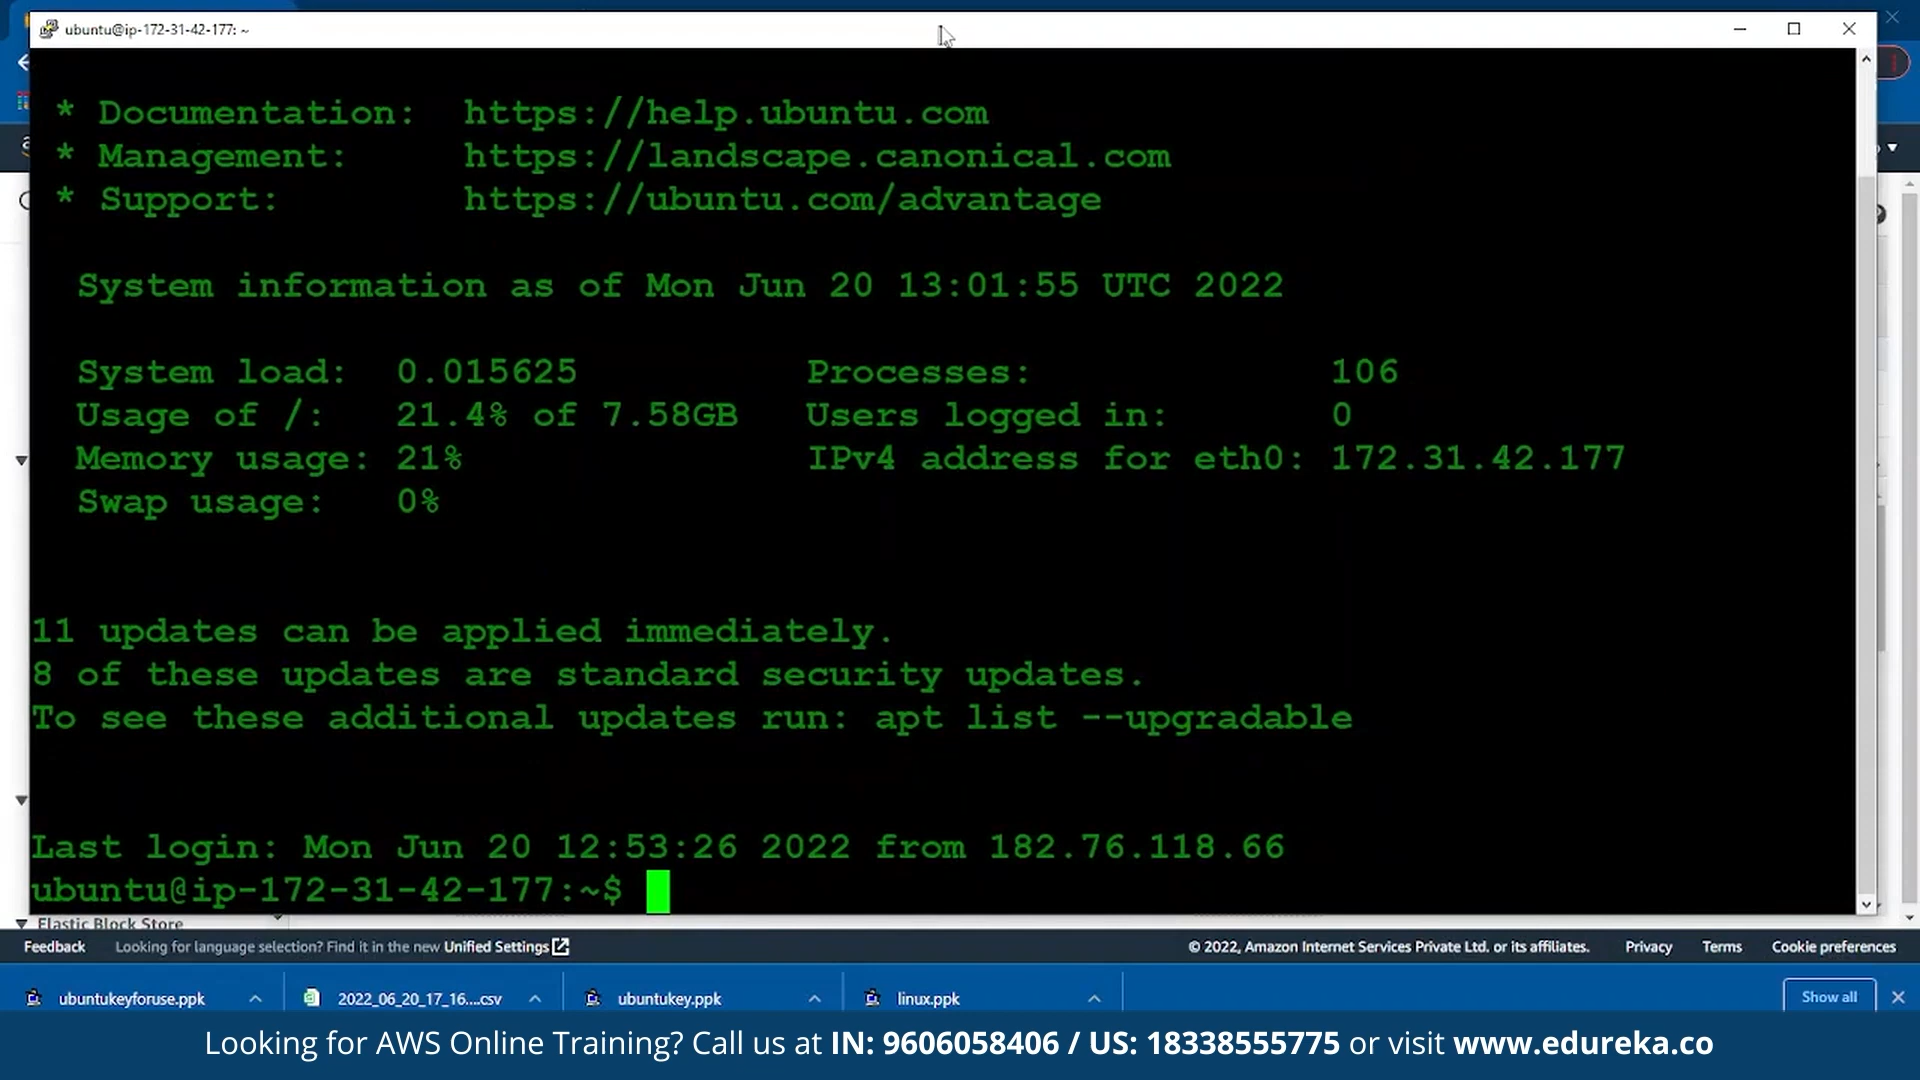 ubuntu@ip-172-31-42-177: ~
* Documentation: https://help.ubuntu.com
* Management: https://landscape.canonical.com
* Support: https://ubuntu.com/advantage
System information as of Mon Jun 20 13:01:55 UTC 2022
System load: 0.015625 Processes: 106
Usage of /: 21.4% of 7.58GB Users logged in: 0
Memory usage: 21% IPv4 address for eth0: 172.31.42.177
Swap usage: 0%
11 updates can be applied immediately.
8 of these updates are standard security updates.
To see these additional updates run: apt list --upgradable
Last login: Mon Jun 20 12:53:26 2022 from 182.76.118.66
ubuntu@ip-172-31-42-177:~$
Elastic Block Store
Feedback Looking for language selection? Find it in the new Unified Settings © 2022, Amazon Internet Services Private Ltd. or its affiliates. Privacy Terms Cookie preferences
ubuntukeyforuse.ppk 2022_06_20_17_16....csv ubuntukey.ppk linux.ppk Show all
Looking for AWS Online Training? Call us at IN: 9606058406 / US: 18338555775 or visit www.edureka.co